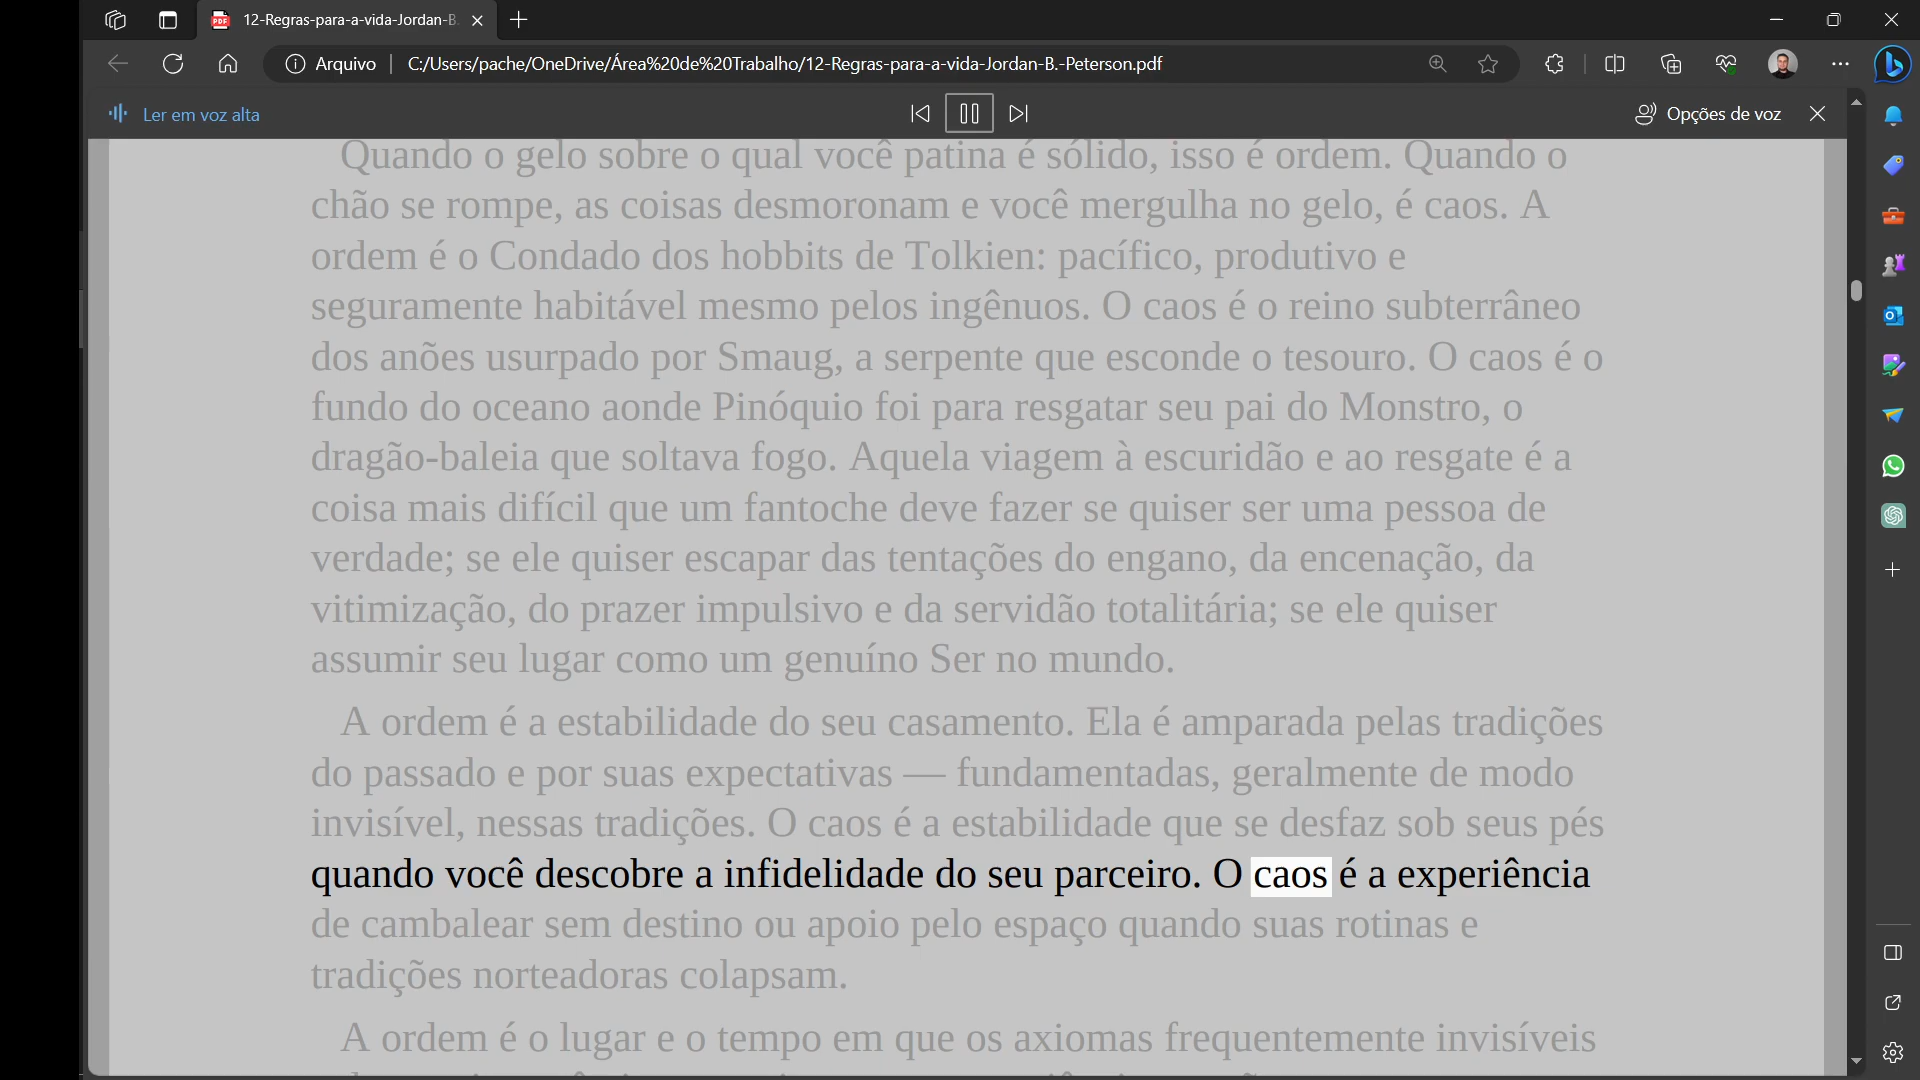 12-Regras-para-a-vida-Jordan-B.
Arquivo
C:/Users/pache/OneDrive/Área%20de%20Trabalho/12-Regras-para-a-vida-Jordan-B.-Peterson.pdf
Ler em voz alta
Opções de voz
Quando o gelo sobre o qual você patina é sólido, isso é ordem. Quando o
chão se rompe, as coisas desmoronam e você mergulha no gelo, é caos. A
ordem é o Condado dos hobbits de Tolkien: pacífico, produtivo e
seguramente habitável mesmo pelos ingênuos. O caos é o reino subterrâneo
dos anões usurpado por Smaug, a serpente que esconde o tesouro. O caos é o
fundo do oceano aonde Pinóquio foi para resgatar seu pai do Monstro, o
dragão-baleia que soltava fogo. Aquela viagem à escuridão e ao resgate é a
coisa mais difícil que um fantoche deve fazer se quiser ser uma pessoa de
verdade; se ele quiser escapar das tentações do engano, da encenação, da
vitimização, do prazer impulsivo e da servidão totalitária; se ele quiser
assumir seu lugar como um genuíno Ser no mundo.
A ordem é a estabilidade do seu casamento. Ela é amparada pelas tradições
do passado e por suas expectativas — fundamentadas, geralmente de modo
invisível, nessas tradições. O caos é a estabilidade que se desfaz sob seus pés
quando você descobre a infidelidade do seu parceiro. O caos é a experiência
de cambalear sem destino ou apoio pelo espaço quando suas rotinas e
tradições norteadoras colapsam.
A ordem é o lugar e o tempo em que os axiomas frequentemente invisíveis